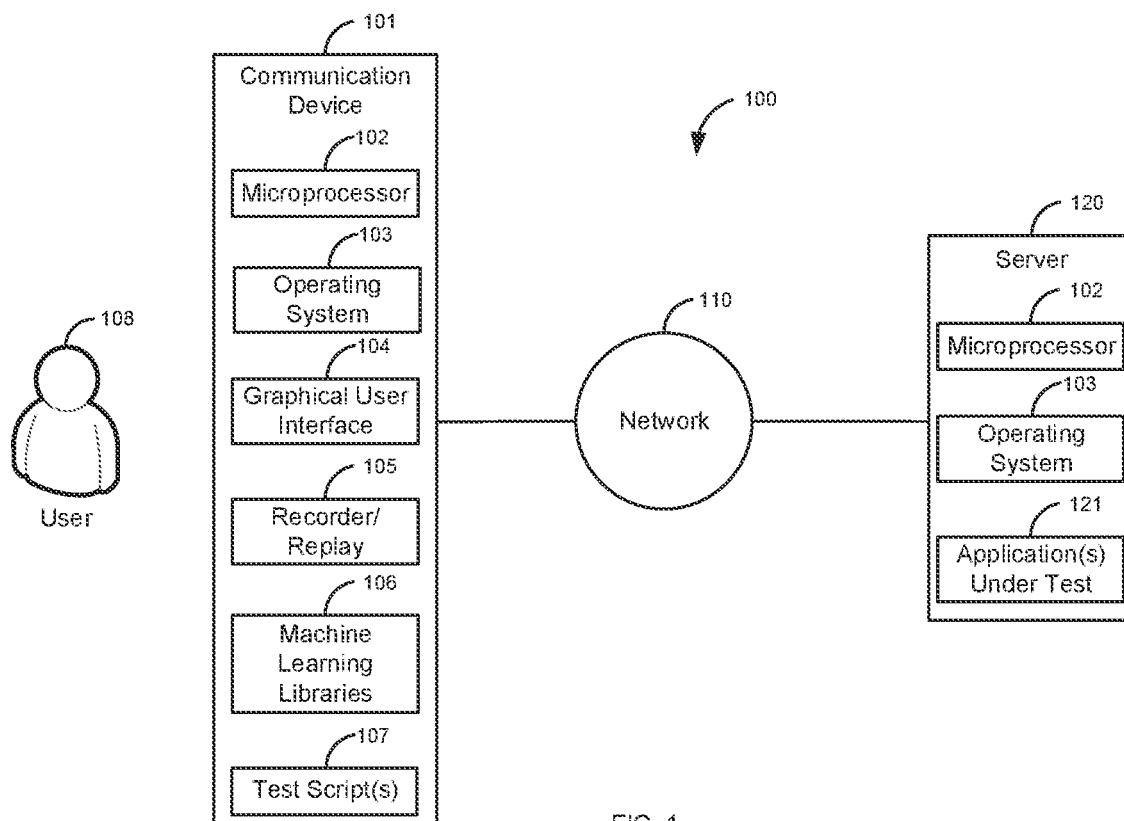 101
Communication
Device
102
Microprocessor
103
Operating
System
104
Graphical User
Interface
105
Recorder/
Replay
106
Machine
Learning
Libraries
107
Test Script(s)
108
User
100
110
Network
120
Server
102
Microprocessor
103
Operating
System
121
Application(s)
Under Test
FIG. 1